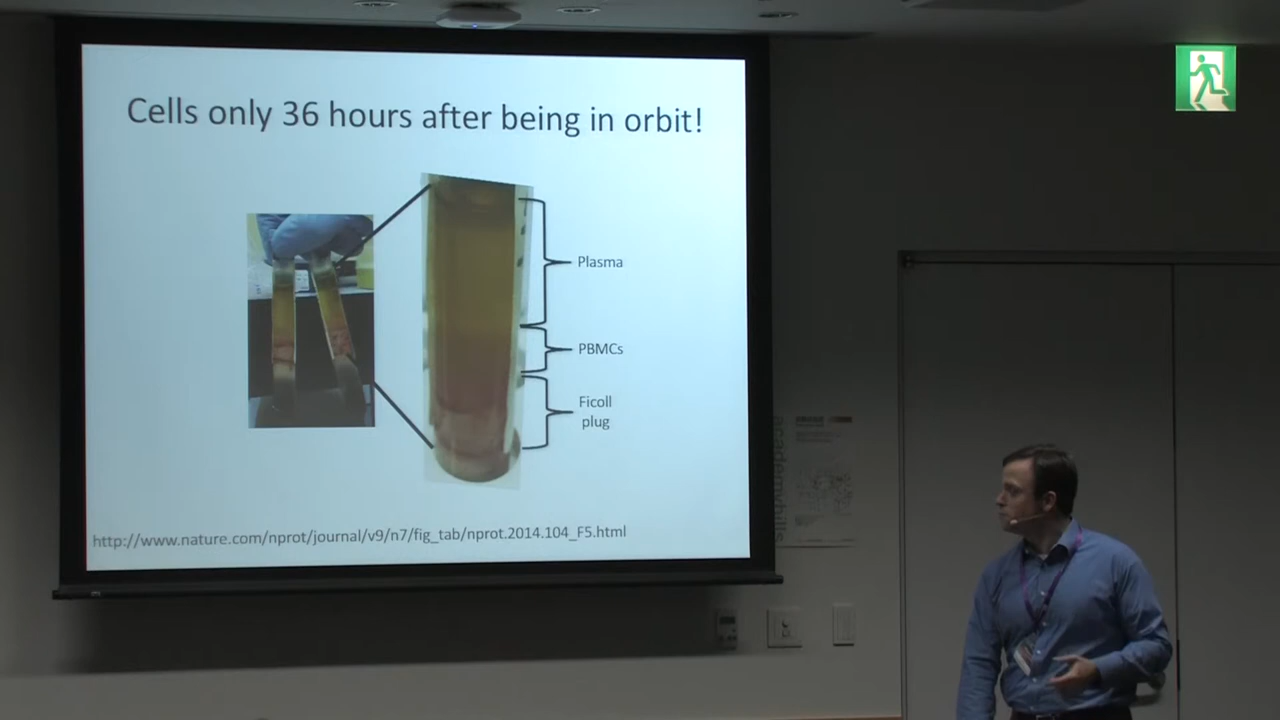 Cells only 36 hours after being in orbit!
Plasma
PBMCs
Ficoll
plug
http://www.nature.com/nprot/journal/v9/n7/fig_tab/nprot.2014.104_F5.html
academyhills